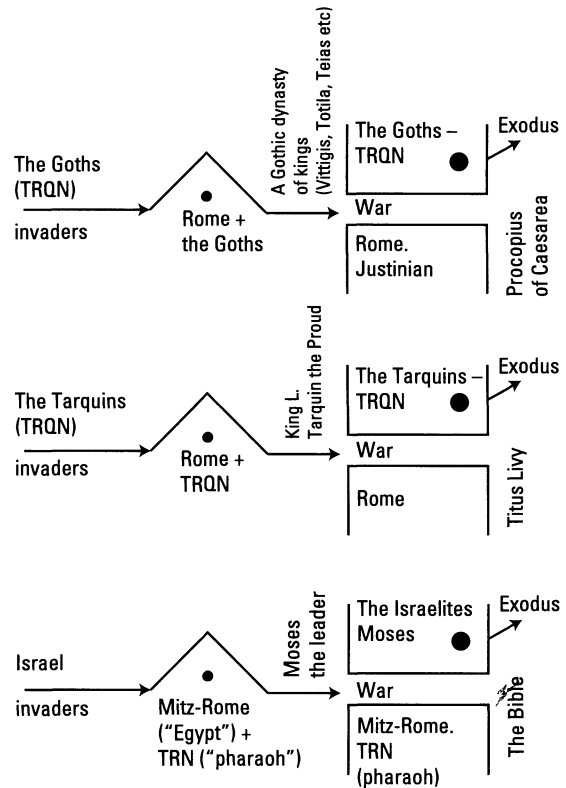 The Goths
(TRQN)
invaders
Rome +
the Goths
A Gothic dynasty
of kings
(Vittigis, Totila, Teias etc)
The Goths –
TRQN
Exodus
War
Rome.
Justinian
Procopius
of Caesarea
The Tarquins
(TRQN)
invaders
Rome +
TRQN
King L.
Tarquin the Proud
The Tarquins –
TRQN
Exodus
War
Rome
Titus Livy
Israel
invaders
Mitz-Rome
(“Egypt”) +
TRN (“pharaoh”)
Moses
the leader
The Israelites
Moses
Exodus
War
Mitz-Rome.
TRN
(pharaoh)
The Bible